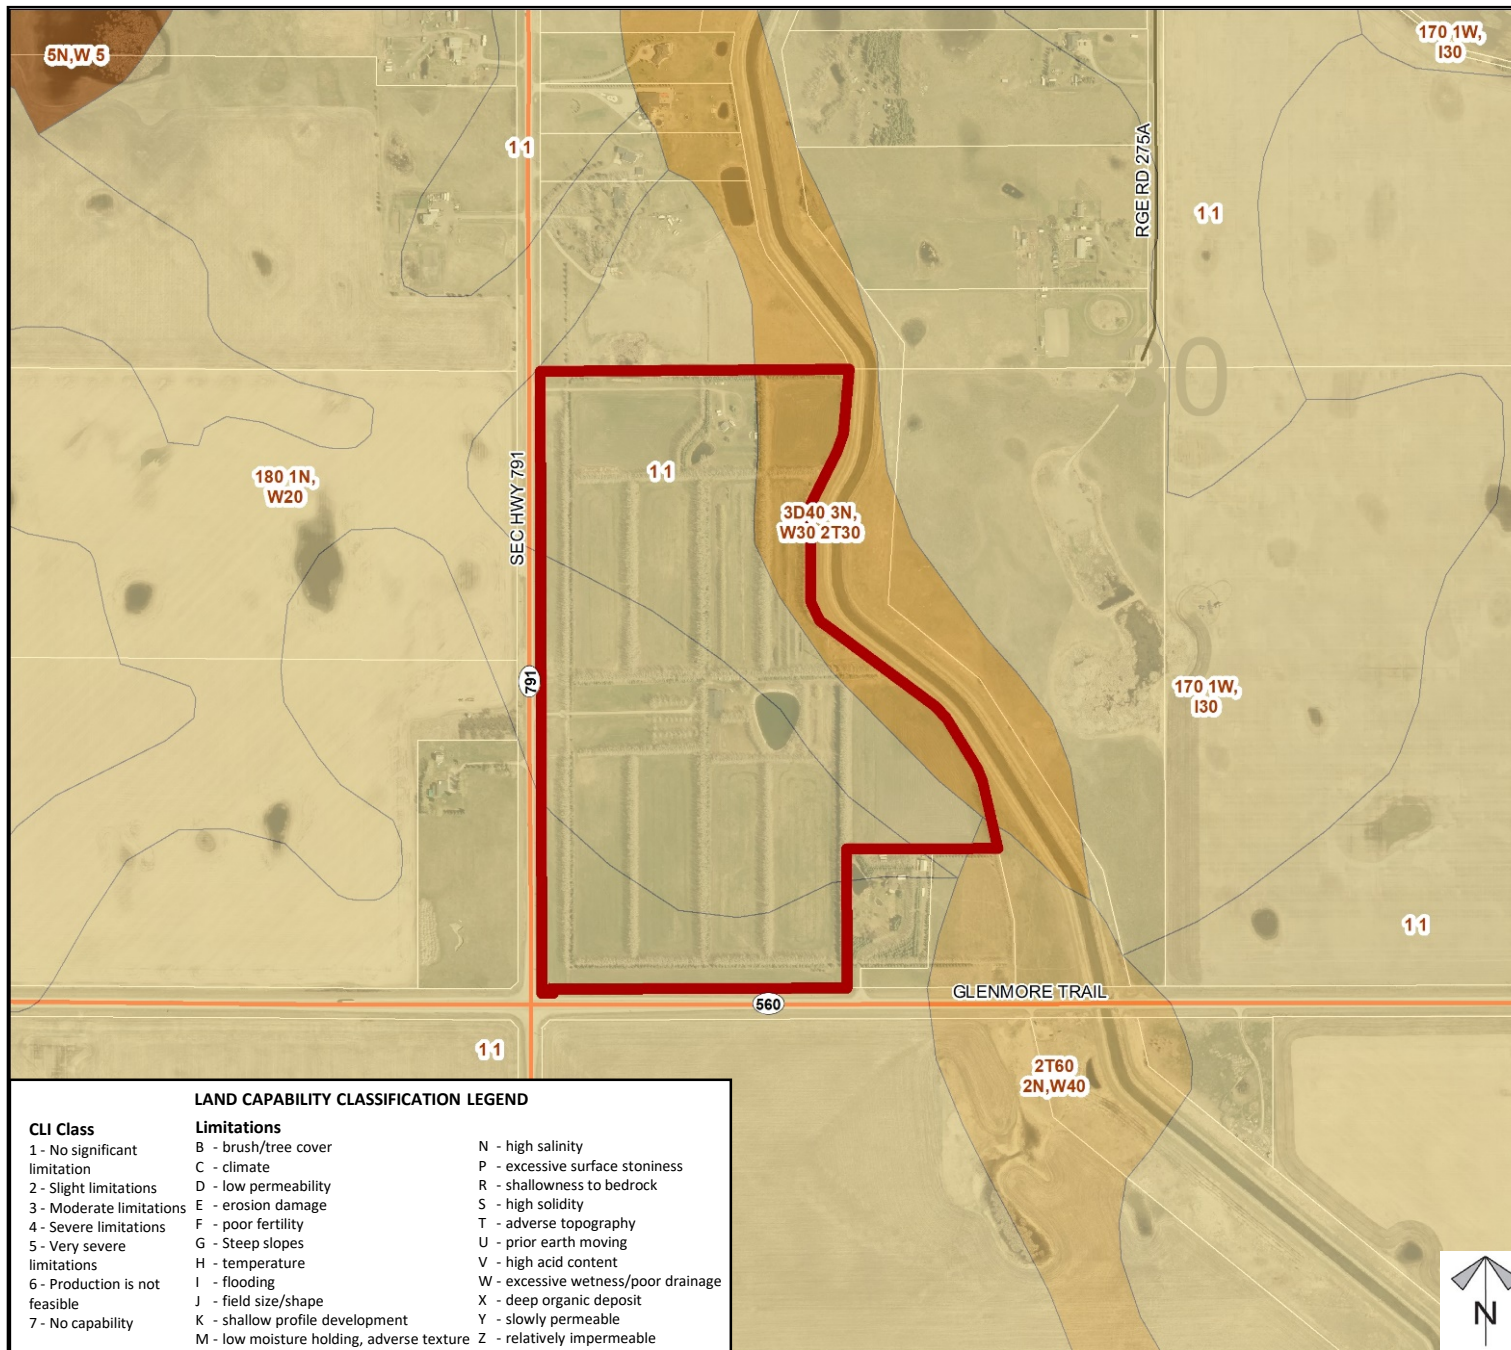 5N,W 5
170 1W,
I30
1 1
RGE RD 275A
1 1
0
180 1N,
W20
SEC HWY 791
1 1
3D40 3N,
W30 2T30
791
170 1W,
I30
1 1
GLENMORE TRAIL
560
1 1
2T60
2N,W40
LAND CAPABILITY CLASSIFICATION LEGEND
CLI Class
1 - No significant
limitation
2 - Slight limitations
3 - Moderate limitations
4 - Severe limitations
5 - Very severe
limitations
6 - Production is not
feasible
7 - No capability
Limitations
B - brush/tree cover
C - climate
D - low permeability
E - erosion damage
F - poor fertility
G - Steep slopes
H - temperature
I - flooding
J - field size/shape
K - shallow profile development
M - low moisture holding, adverse texture
N - high salinity
P - excessive surface stoniness
R - shallowness to bedrock
S - high solidity
T - adverse topography
U - prior earth moving
V - high acid content
W - excessive wetness/poor drainage
X - deep organic deposit
Y - slowly permeable
Z - relatively impermeable
N